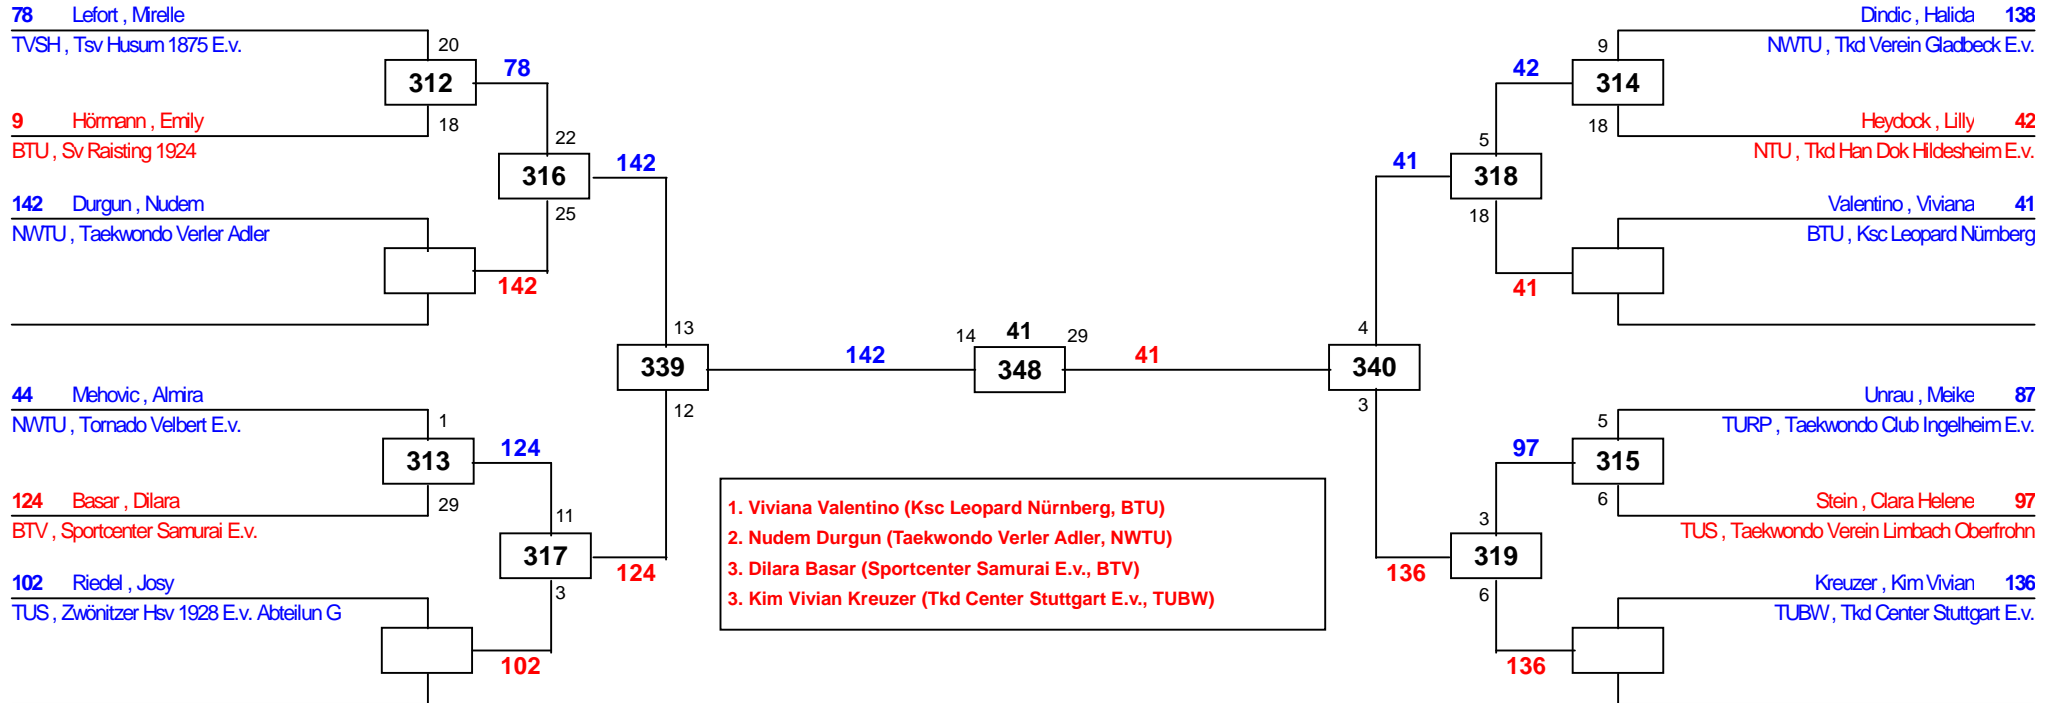 78 Lefort , Mirelle
TVSH , Tsv Husum 1875 E.v.
20
312
78
9 Hörmann , Emily
18
BTU , Sv Raisting 1924
22
316
142
142 Durgun , Nudem
25
NWTU , Taekwondo Verler Adler
142
13
339
142
12
44 Mehovic , Almira
NWTU , Tornado Velbert E.v.
1
313
124
124 Basar , Dilara
29
BTV , Sportcenter Samurai E.v.
11
317
124
102 Riedel , Josy
3
TUS , Zwönitzer Hsv 1928 E.v. Abteilun G
102
14 41 29
348
41
1. Viviana Valentino (Ksc Leopard Nürnberg, BTU)
2. Nudem Durgun (Taekwondo Verler Adler, NWTU)
3. Dilara Basar (Sportcenter Samurai E.v., BTV)
3. Kim Vivian Kreuzer (Tkd Center Stuttgart E.v., TUBW)
Dindic , Halida 138
NWTU , Tkd Verein Gladbeck E.v.
9
42
314
18
Heydock , Lilly 42
NTU , Tkd Han Dok Hildesheim E.v.
5
41
318
18
Valentino , Viviana 41
BTU , Ksc Leopard Nürnberg
41
4
340
3
Unrau , Meike 87
TURP , Taekwondo Club Ingelheim E.v.
5
97
315
6
Stein , Clara Helene 97
TUS , Taekwondo Verein Limbach Oberfrohn
3
319
136
6
Kreuzer , Kim Vivian 136
TUBW , Tkd Center Stuttgart E.v.
136